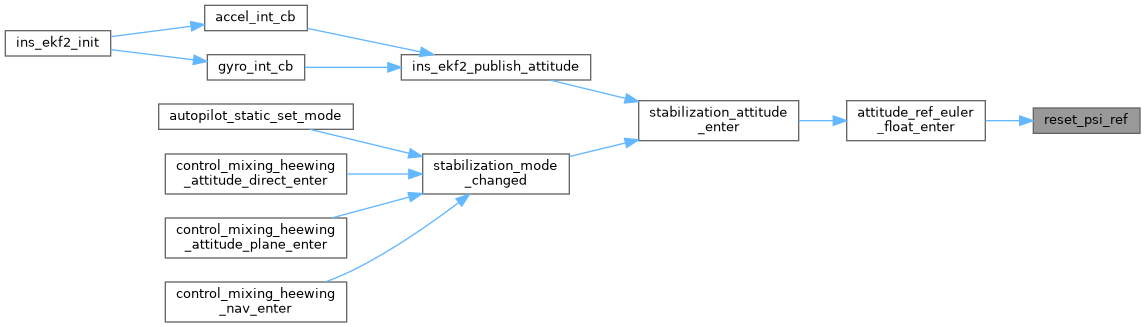 accel_int_cb
ins_ekf2_init
gyro_int_cb
ins_ekf2_publish_attitude
autopilot_static_set_mode
stabilization_attitude
_enter
attitude_ref_euler
_float_enter
reset_psi_ref
control_mixing_heewing
_attitude_direct_enter
stabilization_mode
_changed
control_mixing_heewing
_attitude_plane_enter
control_mixing_heewing
_nav_enter